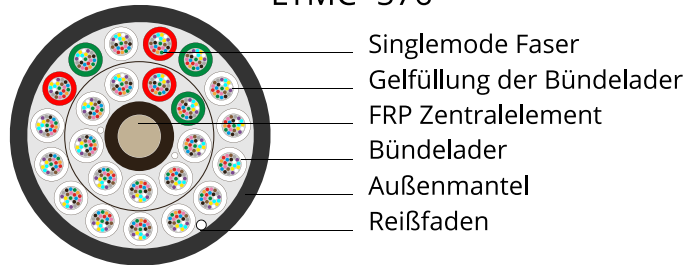 Singlemode Faser
Gelfüllung der Bündelader
FRP Zentralelement
Bündelader
Außenmantel
Reißfaden